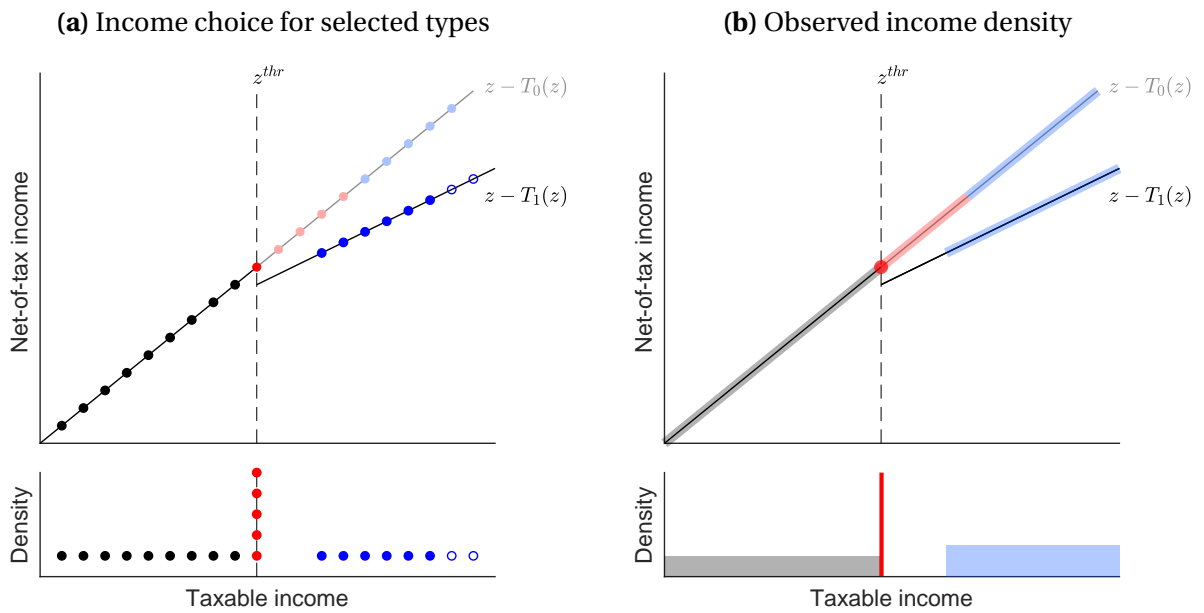 (a) Income choice for selected types
z^{thr}
z − T_0(z)
z − T_1(z)
Net-of-tax income
Density
Taxable income
(b) Observed income density
z^{thr}
z − T_0(z)
z − T_1(z)
Net-of-tax income
Density
Taxable income